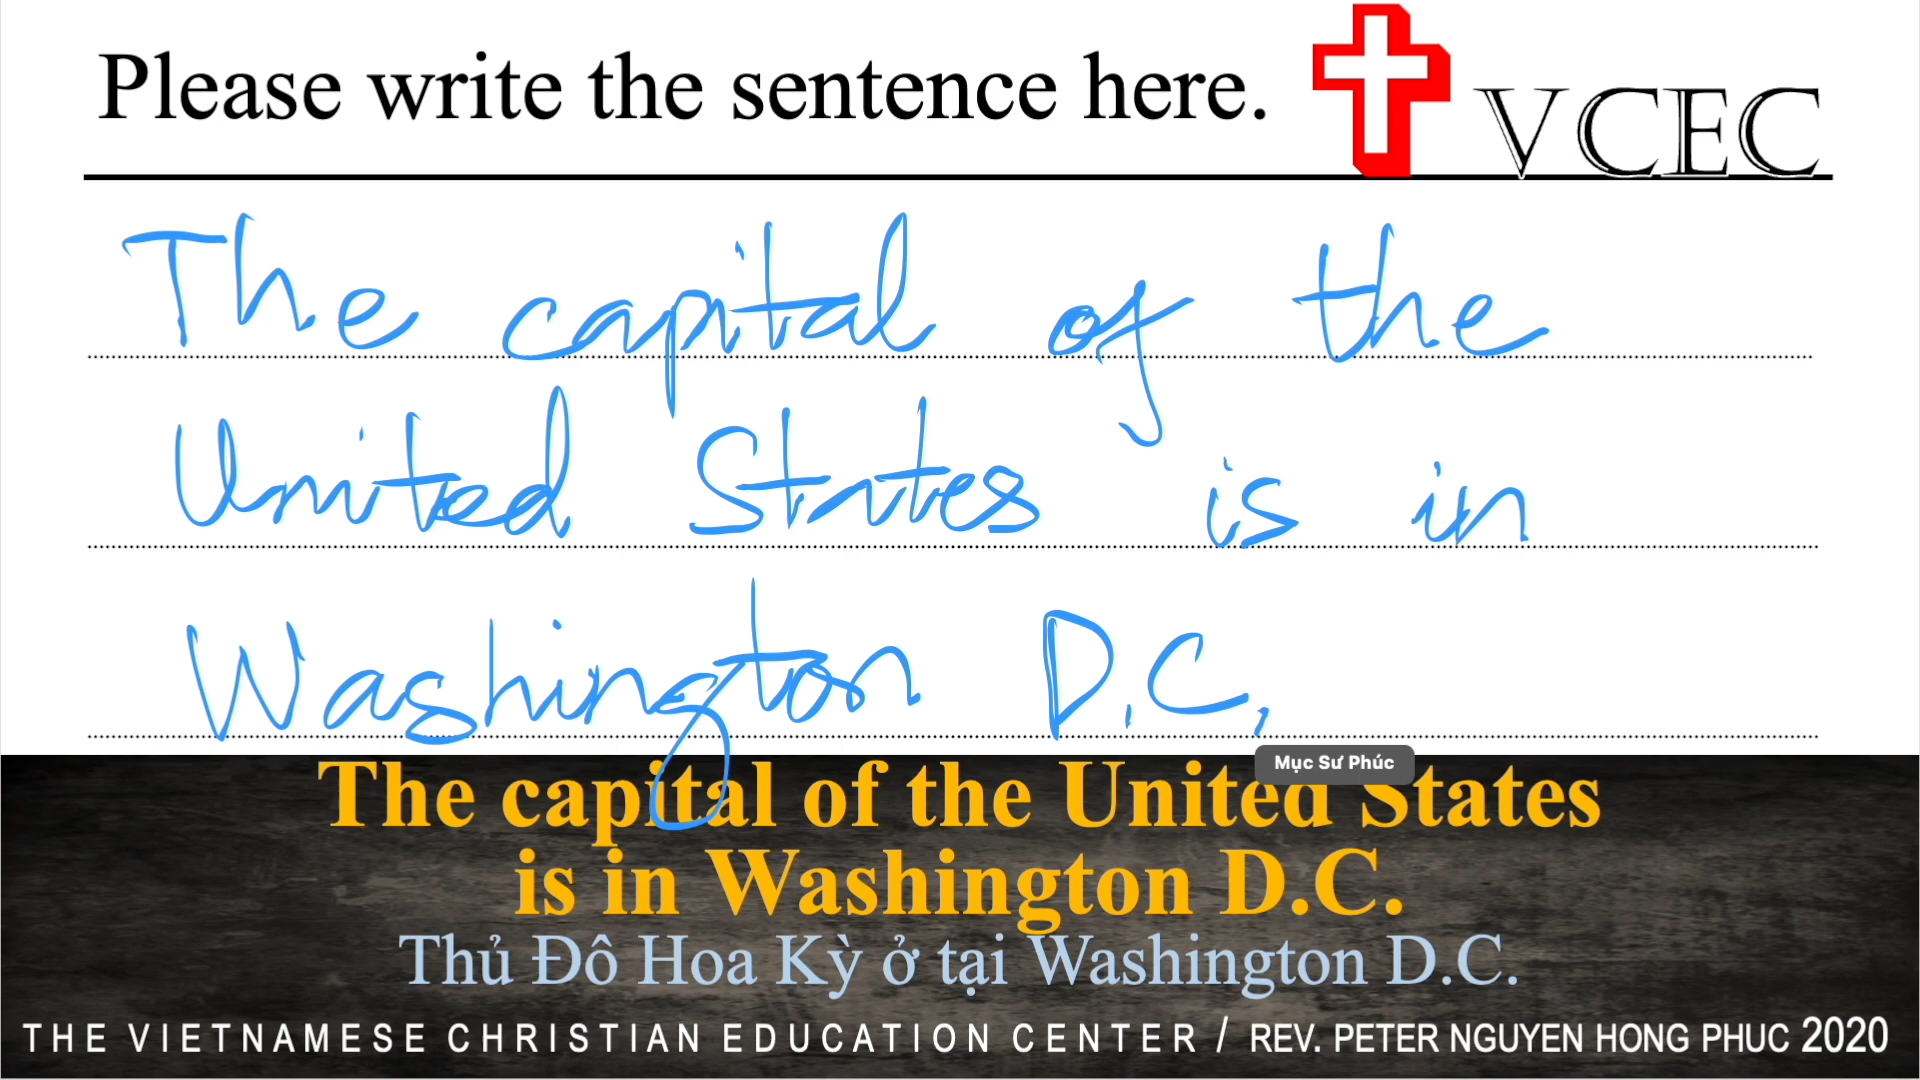 Please write the sentence here.
VCEC
The capital of the
United States is in
Washington D.C.
Mục Sư Phúc
The capital of the United States
is in Washington D.C.
Thủ Đô Hoa Kỳ ở tại Washington D.C.
THE VIETNAMESE CHRISTIAN EDUCATION CENTER / REV. PETER NGUYEN HONG PHUC 2020